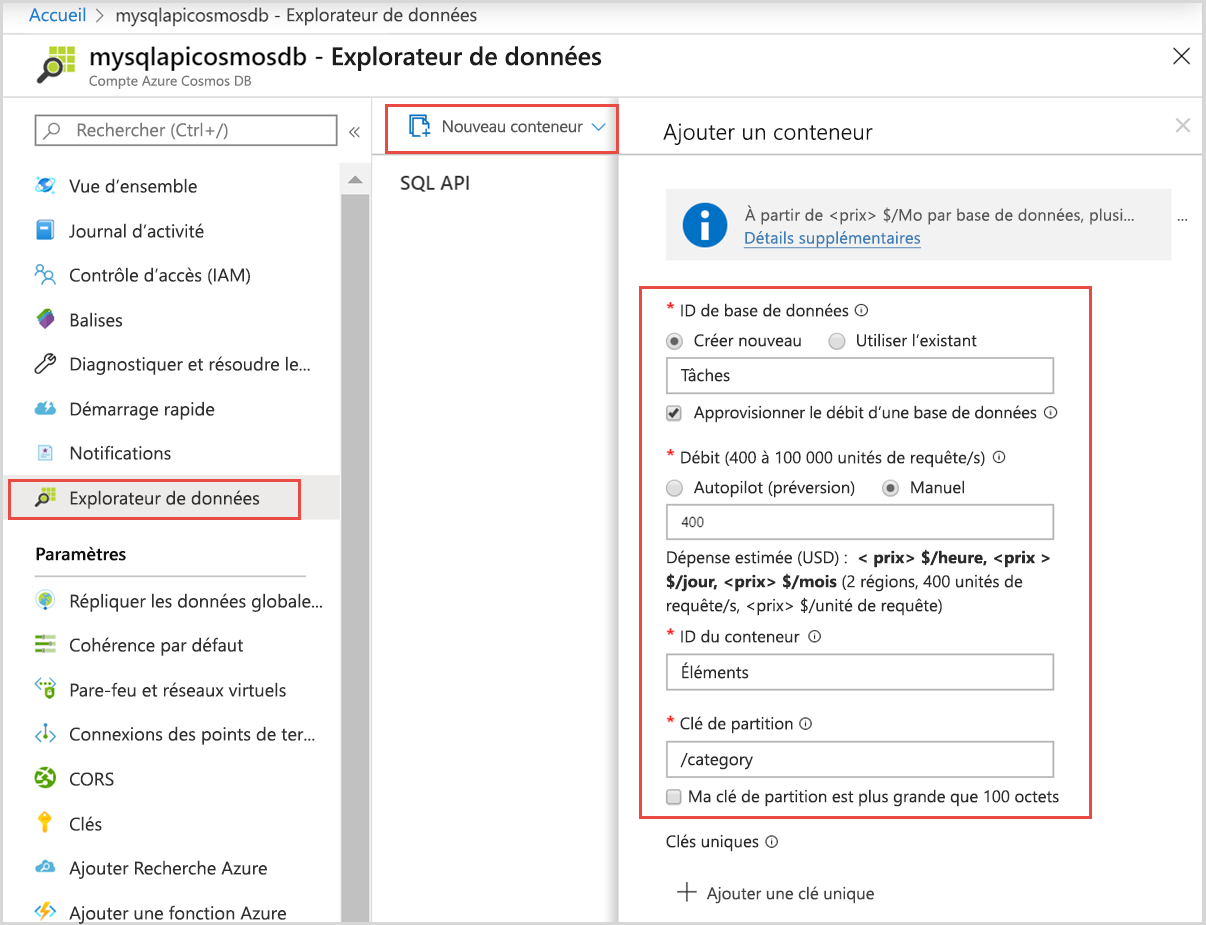 Accueil > mysqlapicosmosdb - Explorateur de données
mysqlapicosmosdb - Explorateur de données
Compte Azure Cosmos DB
Rechercher (Ctrl+/)
«
Vue d’ensemble
Journal d’activité
Contrôle d’accès (IAM)
Balises
Diagnostiquer et résoudre le...
Démarrage rapide
Notifications
Explorateur de données
Paramètres
Répliquer les données globale...
Cohérence par défaut
Pare-feu et réseaux virtuels
Connexions des points de ter...
CORS
Clés
Ajouter Recherche Azure
Ajouter une fonction Azure
Nouveau conteneur
SQL API
Ajouter un conteneur
À partir de <prix> $/Mo par base de données, plusi...
...
Détails supplémentaires
* ID de base de données
Créer nouveau Utiliser l’existant
Tâches
Approvisionner le débit d’une base de données
* Débit (400 à 100 000 unités de requête/s)
Autopilot (préversion) Manuel
400
Dépense estimée (USD) : < prix> $/heure, <prix >
$/jour, <prix> $/mois (2 régions, 400 unités de
requête/s, <prix> $/unité de requête)
* ID du conteneur
Éléments
* Clé de partition
/category
Ma clé de partition est plus grande que 100 octets
Clés uniques
Ajouter une clé unique